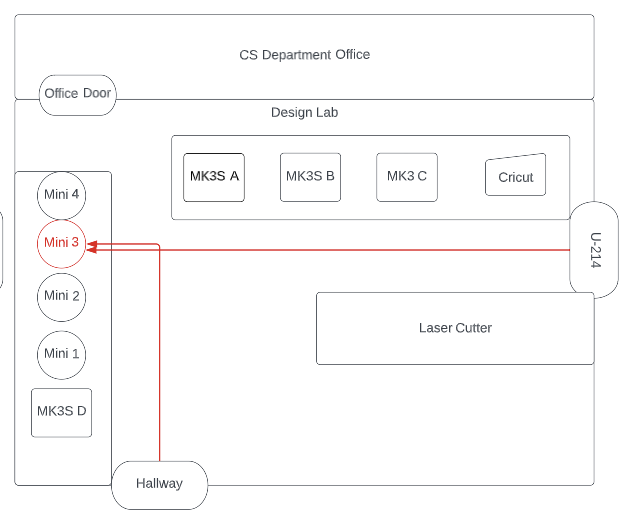 CS Department Office
Office Door
Design Lab
MK3S A
MK3S B
MK3 C
Cricut
Mini 4
Mini 3
U-214
Mini 2
Laser Cutter
Mini 1
MK3S D
Hallway